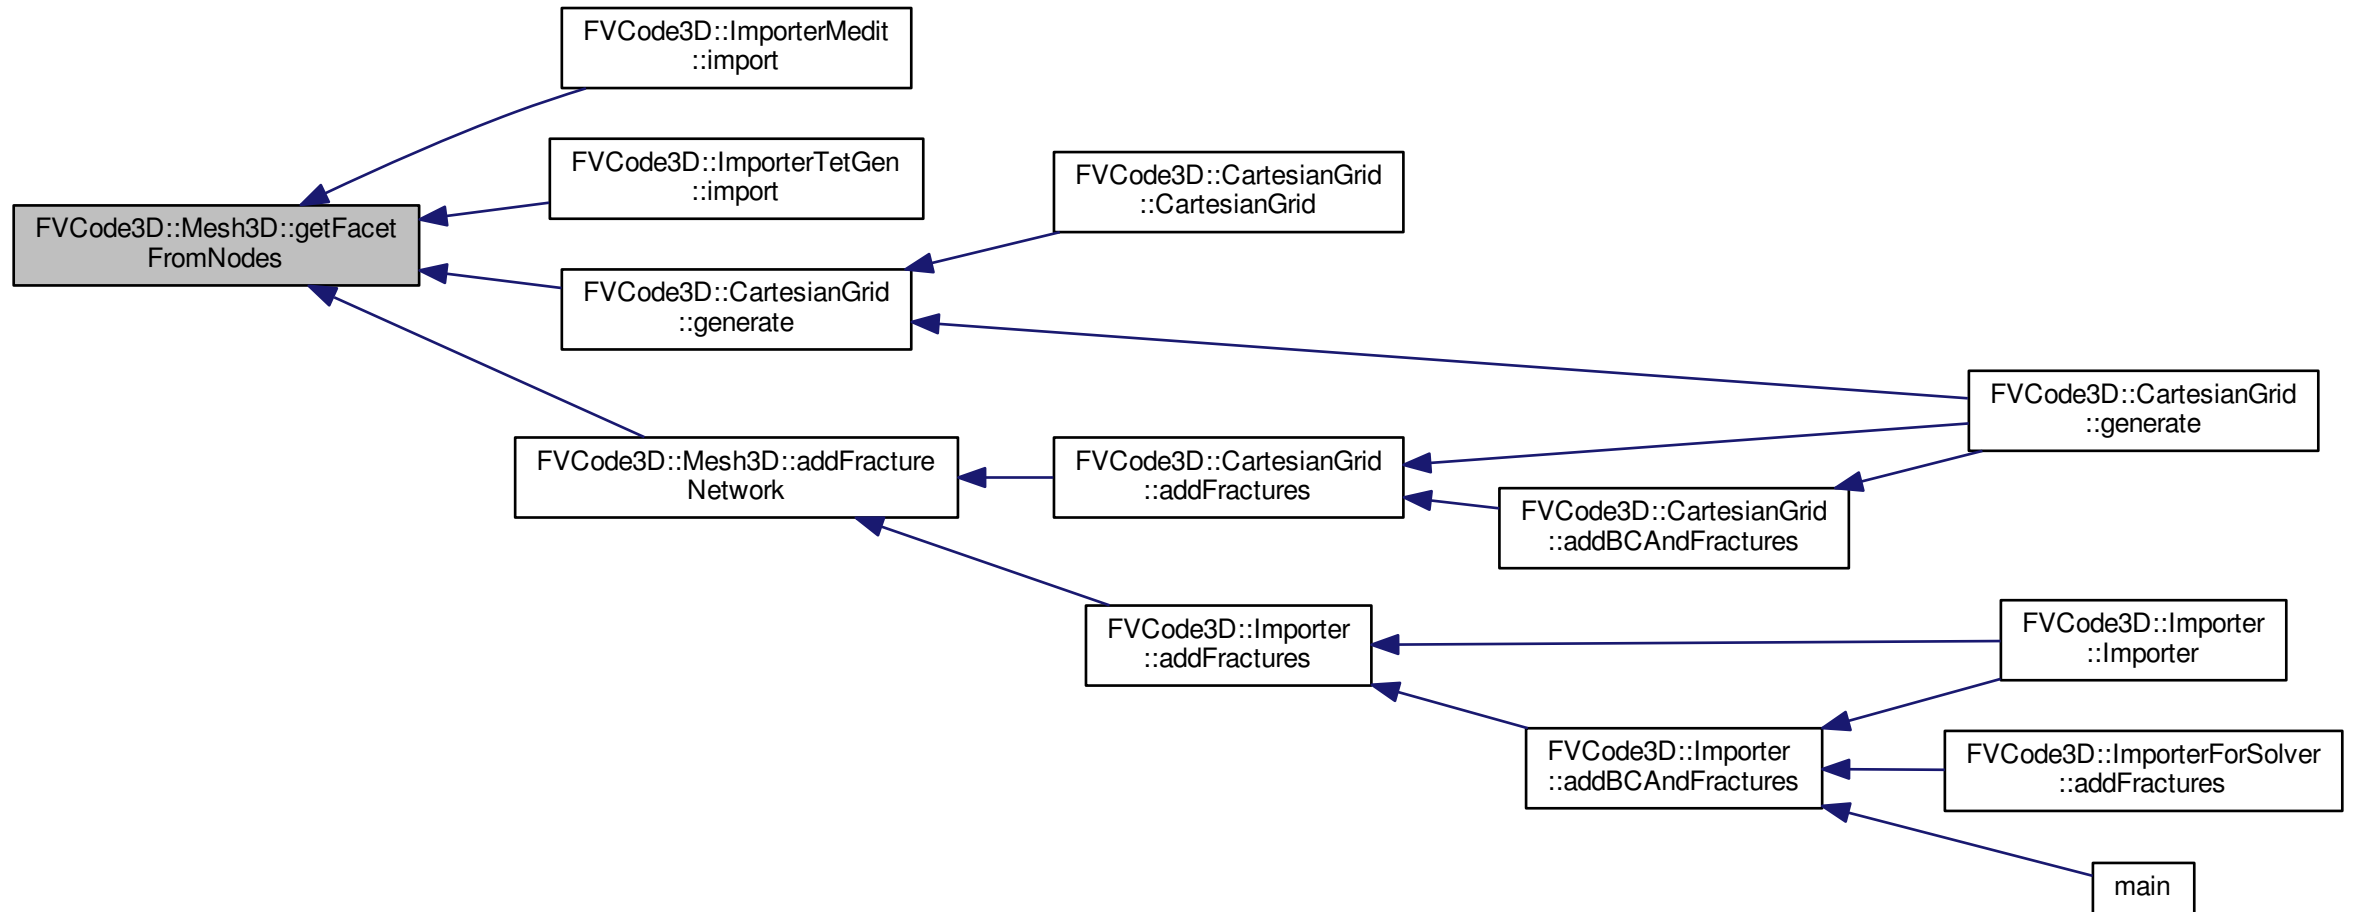 FVCode3D::ImporterMedit
::import
FVCode3D::ImporterTetGen
::import
FVCode3D::CartesianGrid
::CartesianGrid
FVCode3D::Mesh3D::getFacet
FromNodes
FVCode3D::CartesianGrid
::generate
FVCode3D::CartesianGrid
::generate
FVCode3D::Mesh3D::addFracture
Network
FVCode3D::CartesianGrid
::addFractures
FVCode3D::CartesianGrid
::addBCAndFractures
FVCode3D::Importer
::addFractures
FVCode3D::Importer
::Importer
FVCode3D::Importer
::addBCAndFractures
FVCode3D::ImporterForSolver
::addFractures
main